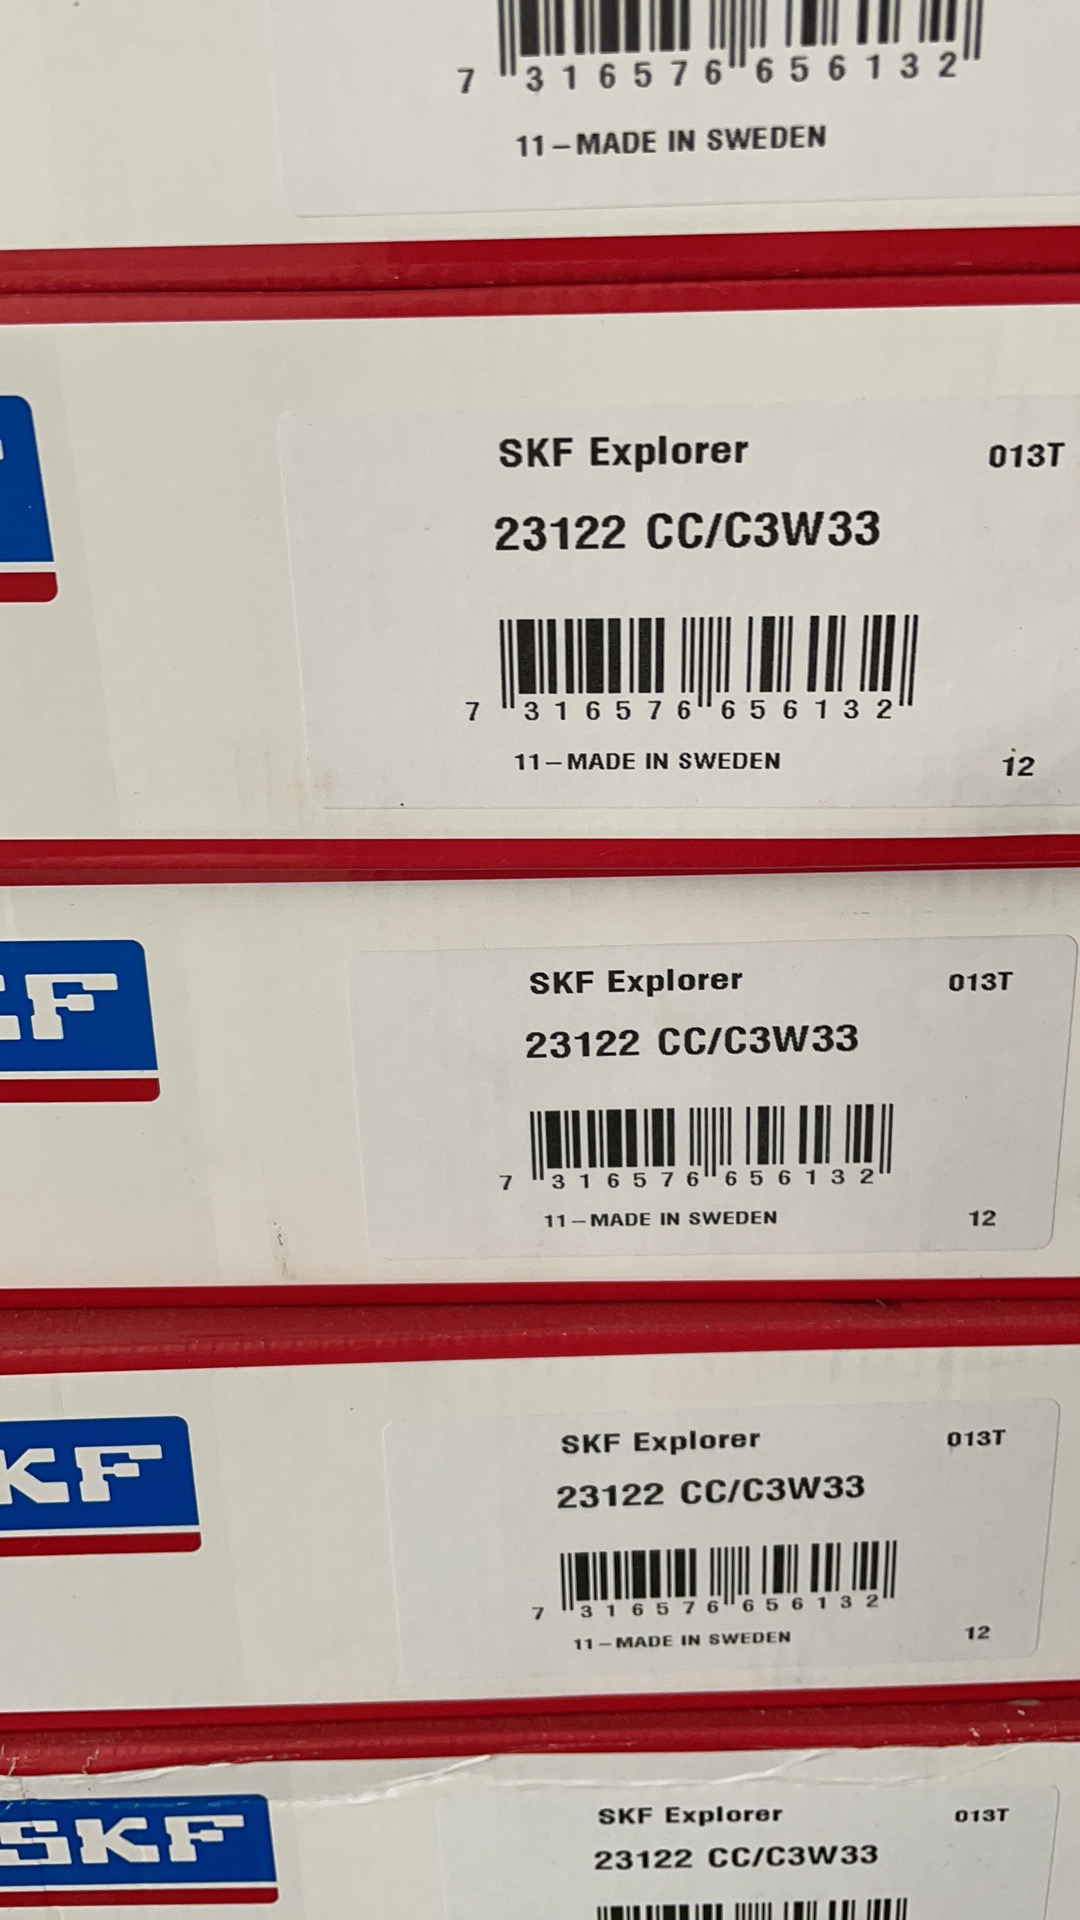 7 316576 656132
11–MADE IN SWEDEN
SKF Explorer 013T
23122 CC/C3W33
7 316576 656132
11–MADE IN SWEDEN 12
SKF Explorer 013T
23122 CC/C3W33
7 316576 656132
11–MADE IN SWEDEN 12
KF
SKF Explorer 013T
23122 CC/C3W33
7 316576 656132
11–MADE IN SWEDEN 12
SKF
SKF Explorer 013T
23122 CC/C3W33